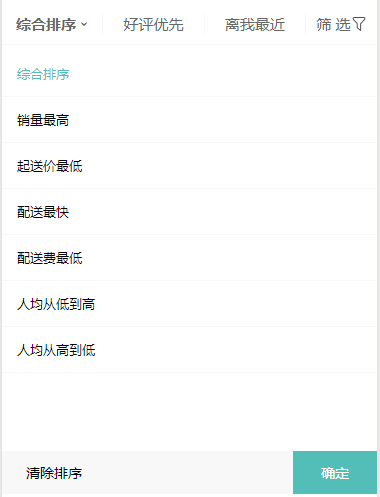 综合排序 好评优先 离我最近 筛 选
综合排序
销量最高
起送价最低
配送最快
配送费最低
人均从低到高
人均从高到低
清除排序 确定